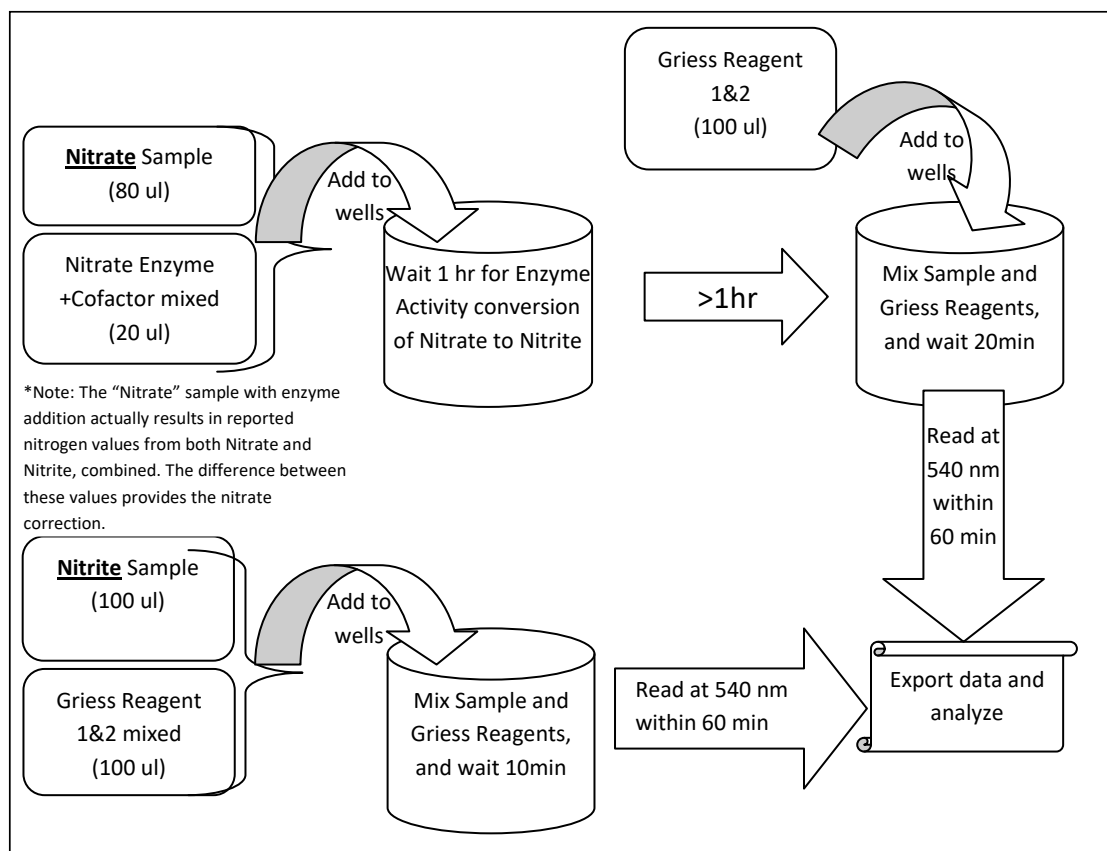 Nitrate Sample
(80 ul)
Nitrate Enzyme
+Cofactor mixed
(20 ul)
Add to
wells
Wait 1 hr for Enzyme
Activity conversion
of Nitrate to Nitrite
>1hr
Griess Reagent
1&2
(100 ul)
Add to
wells
Mix Sample and
Griess Reagents,
and wait 20min
Read at
540 nm
within
60 min
*Note: The “Nitrate” sample with enzyme
addition actually results in reported
nitrogen values from both Nitrate and
Nitrite, combined. The difference between
these values provides the nitrate
correction.
Nitrite Sample
(100 ul)
Griess Reagent
1&2 mixed
(100 ul)
Add to
wells
Mix Sample and
Griess Reagents,
and wait 10min
Read at 540 nm
within 60 min
Export data and
analyze